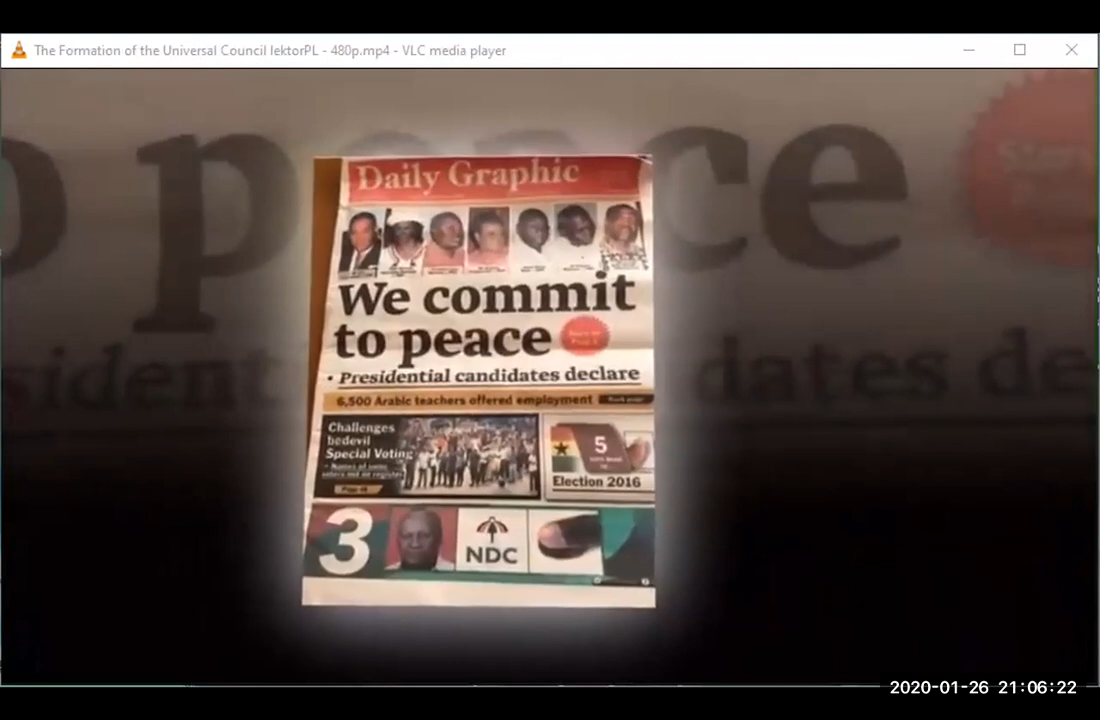 The Formation of the Universal Council lektorPL - 480p.mp4 - VLC media player
Daily Graphic
We commit
to peace
• Presidential candidates declare
6,500 Arabic teachers offered employment
Challenges
bedevil
Special Voting
5
Election 2016
3
NDC
2020-01-26 21:06:22